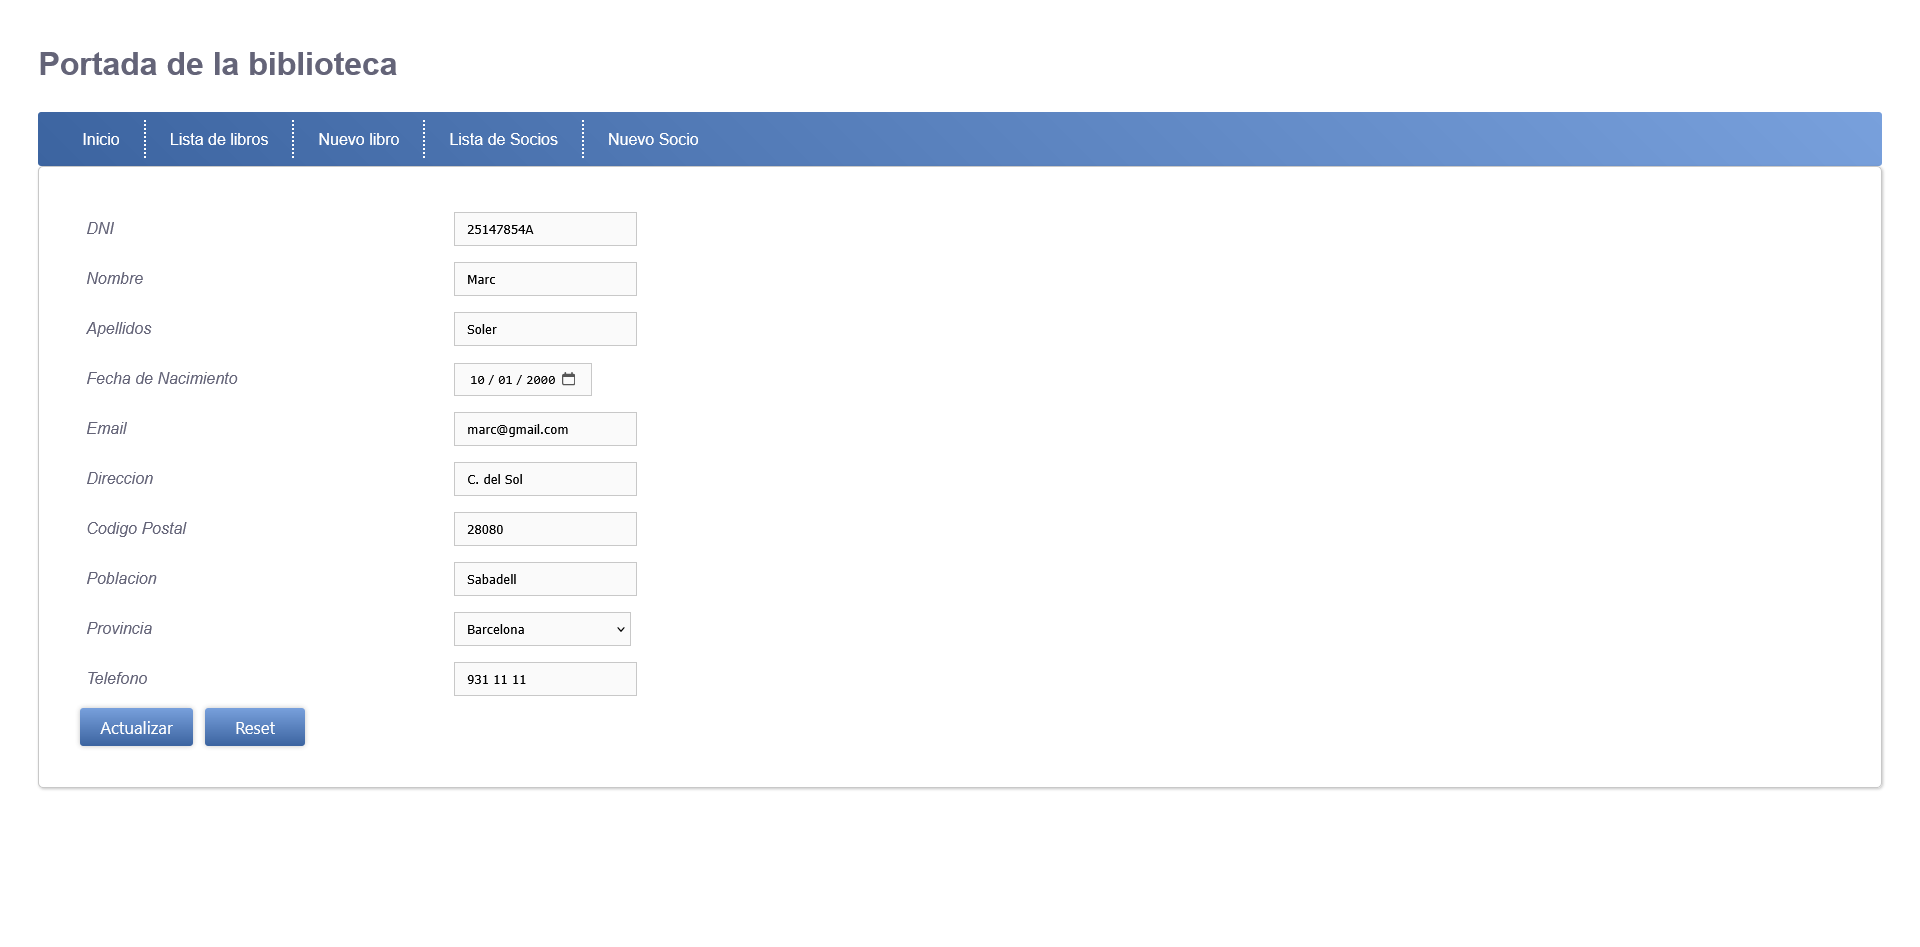 Portada de la biblioteca
Inicio Lista de libros Nuevo libro Lista de Socios Nuevo Socio
DNI 25147854A
Nombre Marc
Apellidos Soler
Fecha de Nacimiento 10 / 01 / 2000
Email marc@gmail.com
Direccion C. del Sol
Codigo Postal 28080
Poblacion Sabadell
Provincia Barcelona
Telefono 931 11 11
Actualizar Reset